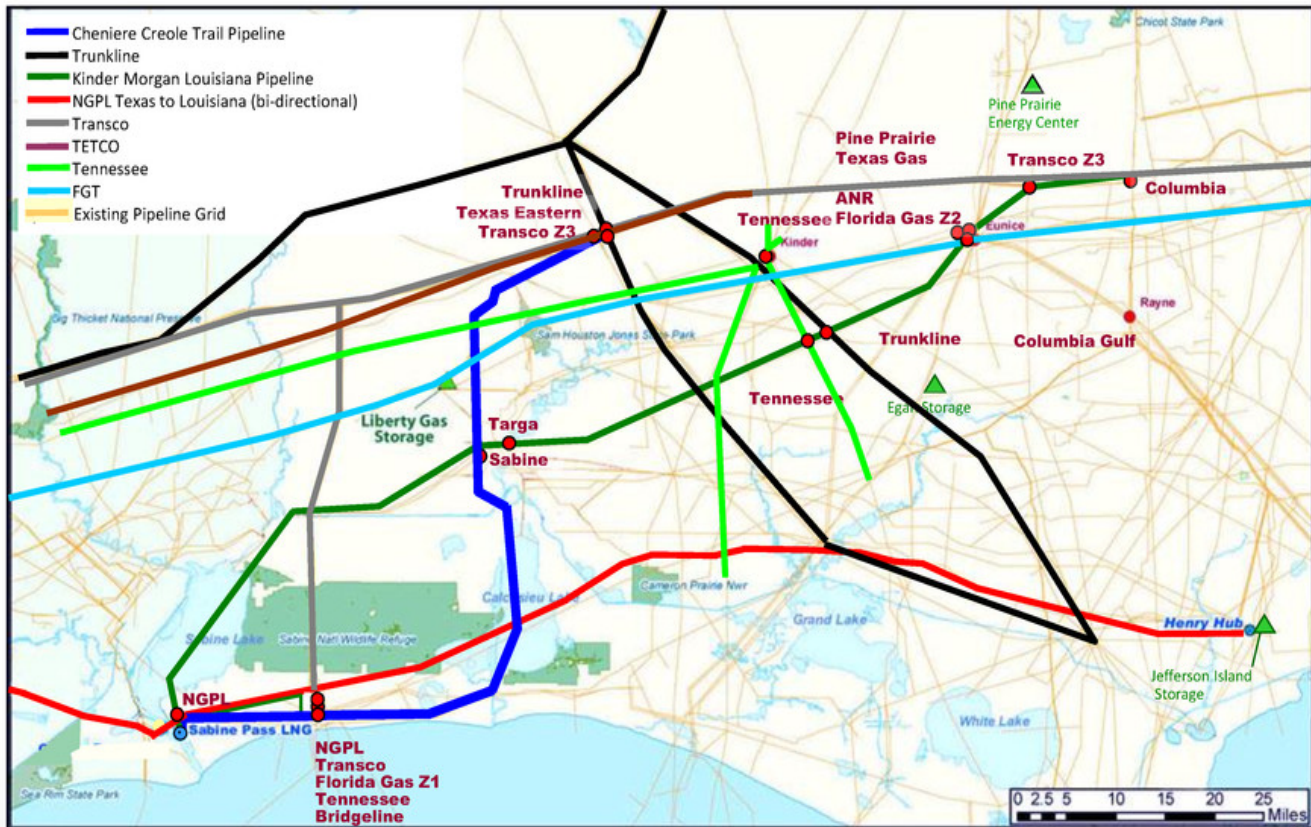 Cheniere Creole Trail Pipeline
Trunkline
Kinder Morgan Louisiana Pipeline
NGPL Texas to Louisiana (bi-directional)
Transco
TETCO
Tennessee
FGT
Existing Pipeline Grid
Chicot State Park
Pine Prairie
Energy Center
Pine Prairie
Texas Gas
Transco Z3
Columbia
Trunkline
Texas Eastern
Transco Z3
ANR
Florida Gas Z2
Tennessee
Kinder
Eunice
Gig Thicket National Preserve
Sam Houston Jones State Park
Rayne
Trunkline
Columbia Gulf
Liberty Gas
Storage
Tennessee
Egan Storage
Targa
Sabine
Cameron Prairie Nwr
Calcasieu Lake
Grand Lake
Sabine Lake
Sabine Natl Wildlife Refuge
Henry Hub
Jefferson Island
Storage
NGPL
Sabine Pass LNG
White Lake
NGPL
Transco
Florida Gas Z1
Tennessee
Bridgeline
Sea Rim State Park
0 2.5 5 10 15 20 25
Miles